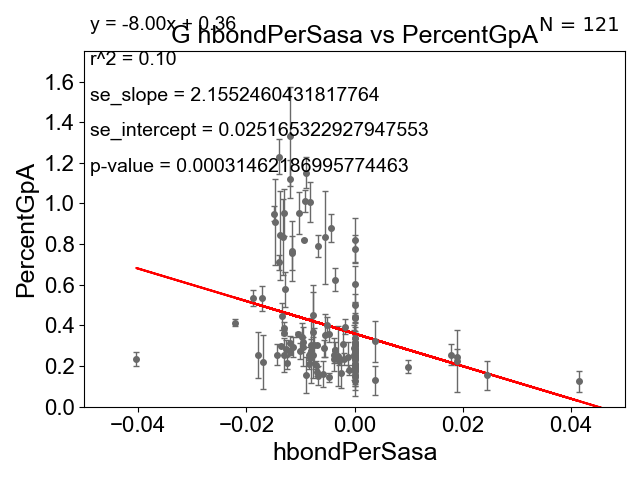 y = -8.00x + 0.36
N = 121
G hbondPerSasa vs PercentGpA
r^2 = 0.10
se_slope = 2.1552460431817764
se_intercept = 0.025165322927947553
p-value = 0.00031462186995774463
1.6
1.4
1.2
1.0
0.8
0.6
0.4
0.2
0.0
PercentGpA
−0.04 −0.02 0.00 0.02 0.04
hbondPerSasa